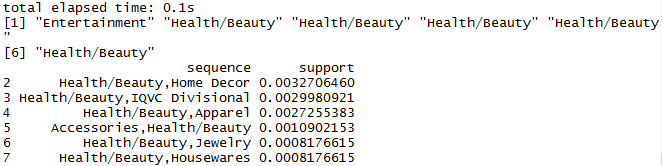 total elapsed time: 0.1s
[1] "Entertainment" "Health/Beauty" "Health/Beauty" "Health/Beauty" "Health/Beauty
"
[6] "Health/Beauty"
sequence support
2 Health/Beauty,Home Decor 0.0032706460
3 Health/Beauty,IQVC Divisional 0.0029980921
4 Health/Beauty,Apparel 0.0027255383
5 Accessories,Health/Beauty 0.0010902153
6 Health/Beauty,Jewelry 0.0008176615
7 Health/Beauty,Housewares 0.0008176615